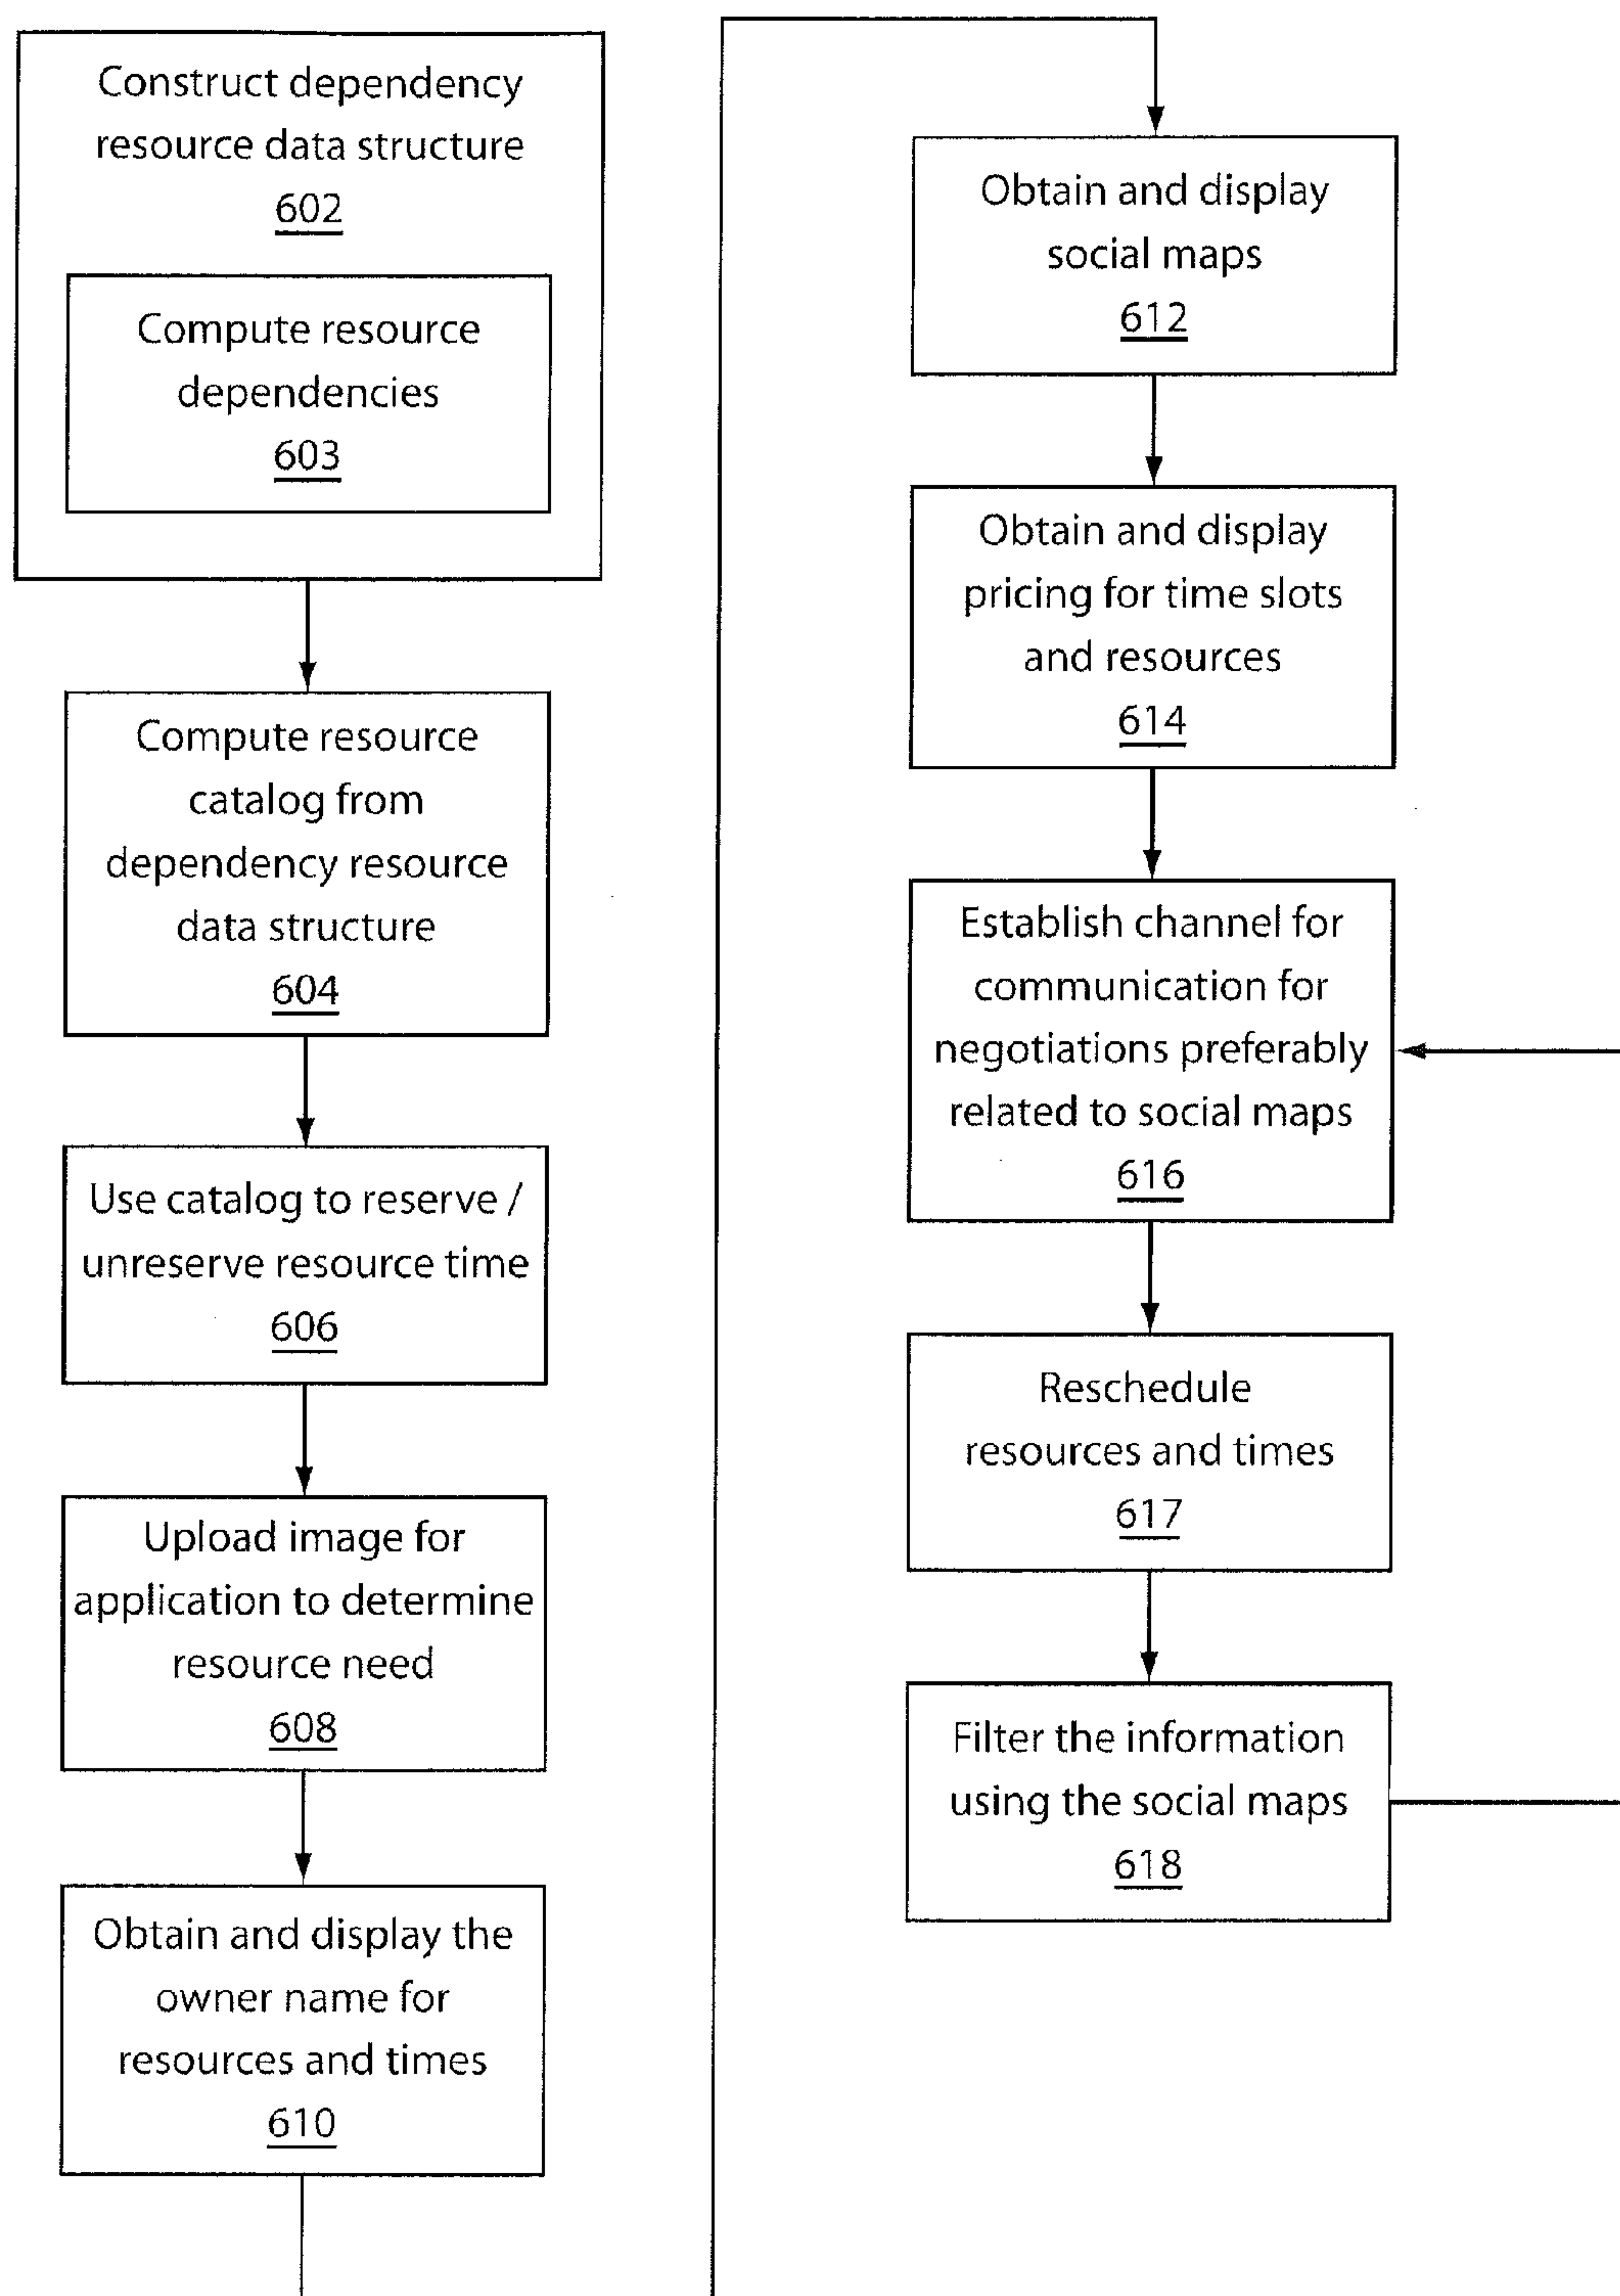 Construct dependency
resource data structure
602
Compute resource
dependencies
603
Compute resource
catalog from
dependency resource
data structure
604
Use catalog to reserve /
unreserve resource time
606
Upload image for
application to determine
resource need
608
Obtain and display the
owner name for
resources and times
610
Obtain and display
social maps
612
Obtain and display
pricing for time slots
and resources
614
Establish channel for
communication for
negotiations preferably
related to social maps
616
Reschedule
resources and times
617
Filter the information
using the social maps
618